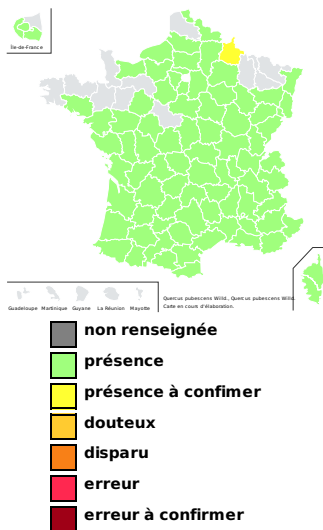 Île-de-France
Guadeloupe Martinique Guyane La Réunion Mayotte
Quercus pubescens Willd., Quercus pubescens Willd.
Carte en cours d'élaboration.
non renseignée
présence
présence à confimer
douteux
disparu
erreur
erreur à confirmer